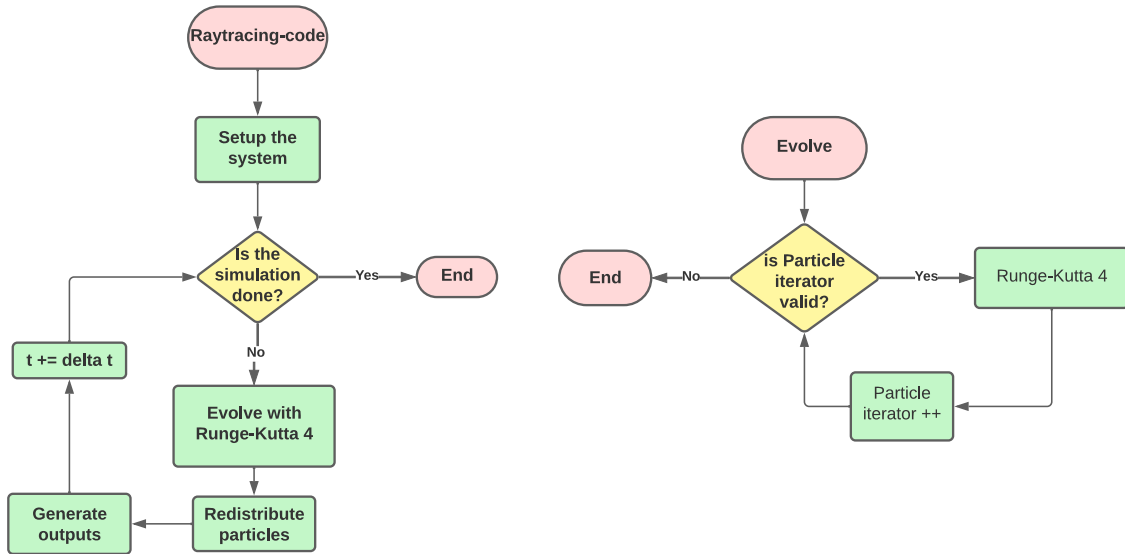 Raytracing-code
Setup the
system
Is the
simulation
done?
Yes
End
No
t += delta t
Evolve with
Runge-Kutta 4
Generate
outputs
Redistribute
particles
Evolve
is Particle
iterator
valid?
No
End
Yes
Runge-Kutta 4
Particle
iterator ++